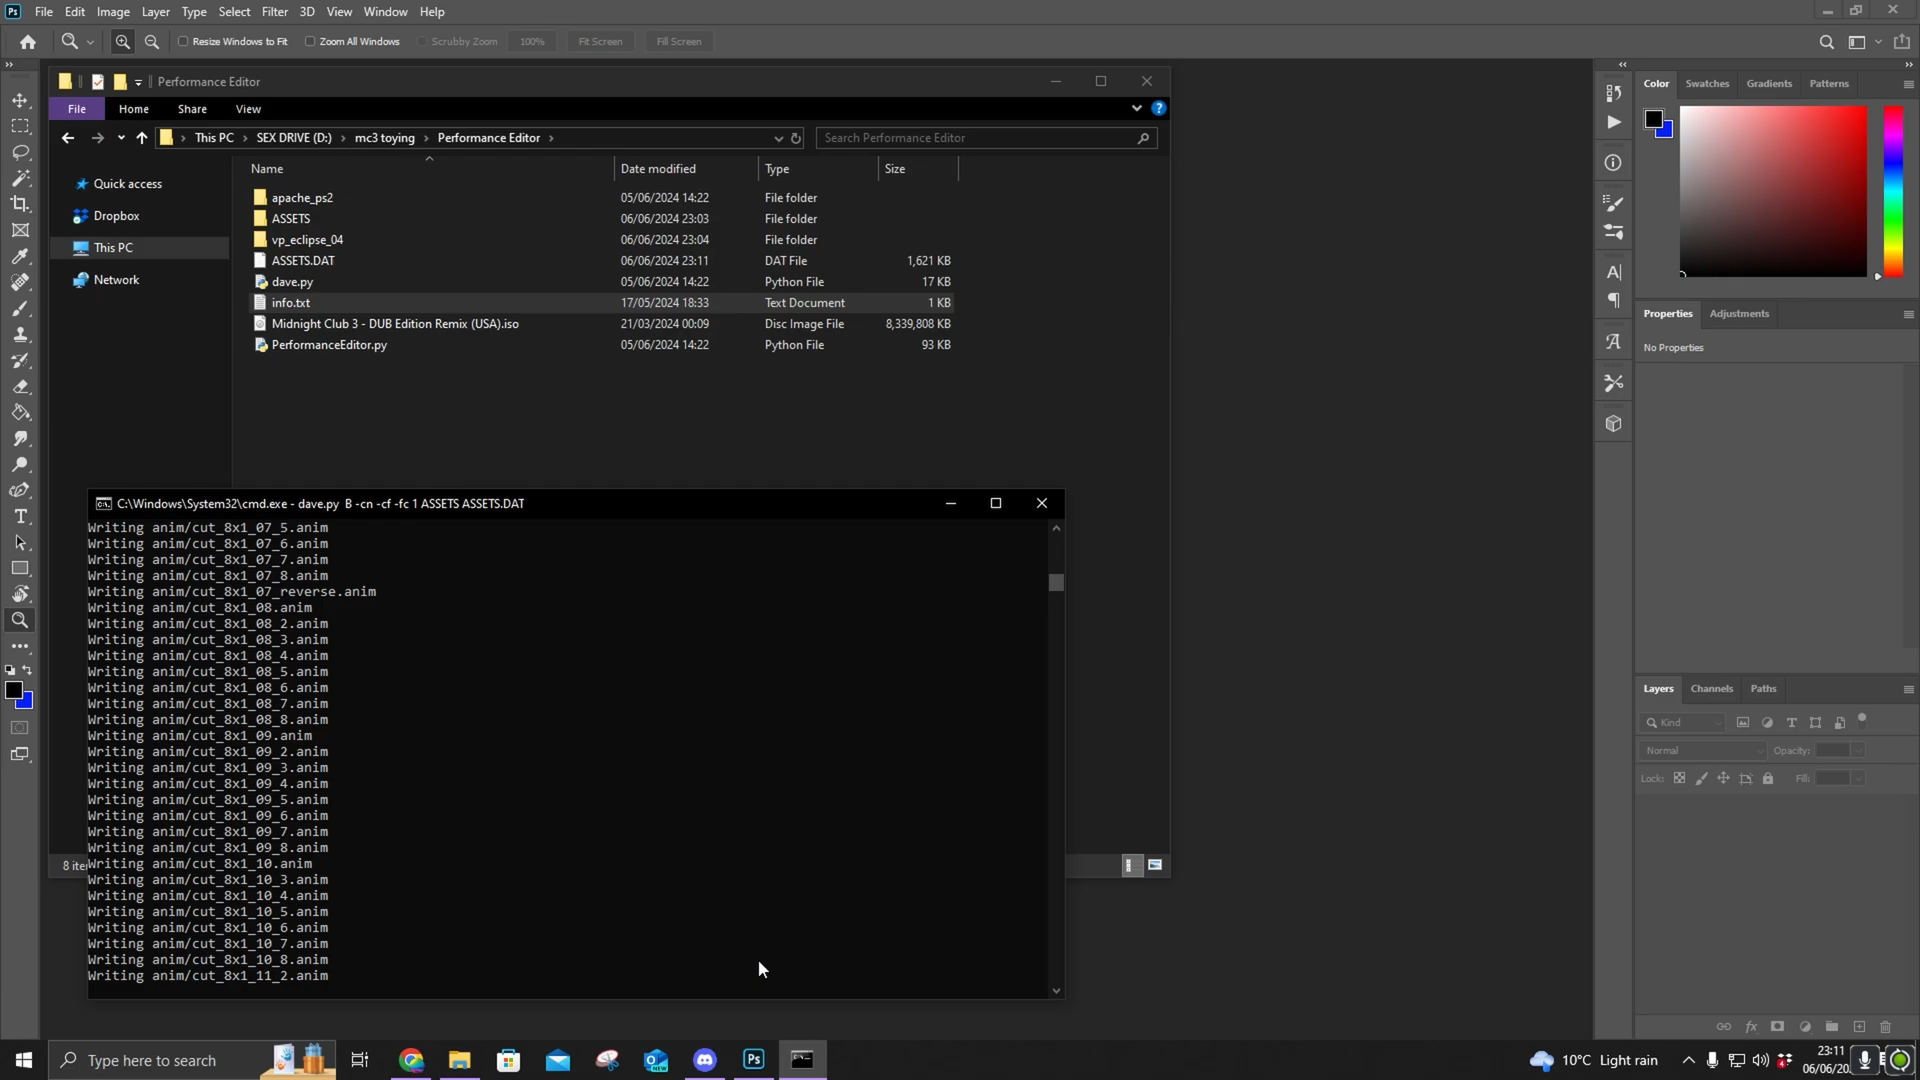 Ps File Edit Image Layer Type Select Filter 3D View Window Help
Resize Windows to Fit Zoom All Windows Scrubby Zoom 100% Fit Screen Fill Screen
Performance Editor
File Home Share View
This PC SEX DRIVE (D:) mc3 toying Performance Editor Search Performance Editor
Name Date modified Type Size
Quick access
Dropbox
This PC
Network
apache_ps2 05/06/2024 14:22 File folder
ASSETS 06/06/2024 23:03 File folder
vp_eclipse_04 06/06/2024 23:04 File folder
ASSETS.DAT 06/06/2024 23:11 DAT File 1,621 KB
dave.py 05/06/2024 14:22 Python File 17 KB
info.txt 17/05/2024 18:33 Text Document 1 KB
Midnight Club 3 - DUB Edition Remix (USA).iso 21/03/2024 00:09 Disc Image File 8,339,808 KB
PerformanceEditor.py 05/06/2024 14:22 Python File 93 KB
8 ite
C:\Windows\System32\cmd.exe - dave.py B -cn -cf -fc 1 ASSETS ASSETS.DAT
Writing anim/cut_8x1_07_5.anim
Writing anim/cut_8x1_07_6.anim
Writing anim/cut_8x1_07_7.anim
Writing anim/cut_8x1_07_8.anim
Writing anim/cut_8x1_07_reverse.anim
Writing anim/cut_8x1_08.anim
Writing anim/cut_8x1_08_2.anim
Writing anim/cut_8x1_08_3.anim
Writing anim/cut_8x1_08_4.anim
Writing anim/cut_8x1_08_5.anim
Writing anim/cut_8x1_08_6.anim
Writing anim/cut_8x1_08_7.anim
Writing anim/cut_8x1_08_8.anim
Writing anim/cut_8x1_09.anim
Writing anim/cut_8x1_09_2.anim
Writing anim/cut_8x1_09_3.anim
Writing anim/cut_8x1_09_4.anim
Writing anim/cut_8x1_09_5.anim
Writing anim/cut_8x1_09_6.anim
Writing anim/cut_8x1_09_7.anim
Writing anim/cut_8x1_09_8.anim
Writing anim/cut_8x1_10.anim
Writing anim/cut_8x1_10_3.anim
Writing anim/cut_8x1_10_4.anim
Writing anim/cut_8x1_10_5.anim
Writing anim/cut_8x1_10_6.anim
Writing anim/cut_8x1_10_7.anim
Writing anim/cut_8x1_10_8.anim
Writing anim/cut_8x1_11_2.anim
Color Swatches Gradients Patterns
Properties Adjustments
No Properties
Layers Channels Paths
Kind
Normal Opacity:
Lock: Fill:
Type here to search
Ps
10°C Light rain
23:11
06/06/20